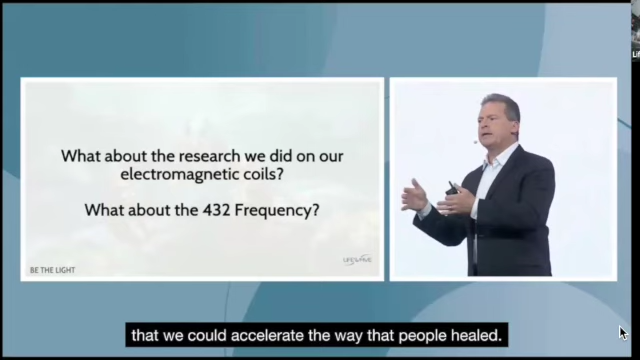 What about the research we did on our
electromagnetic coils?
What about the 432 Frequency?
BE THE LIGHT
LIFEWAVE
that we could accelerate the way that people healed.